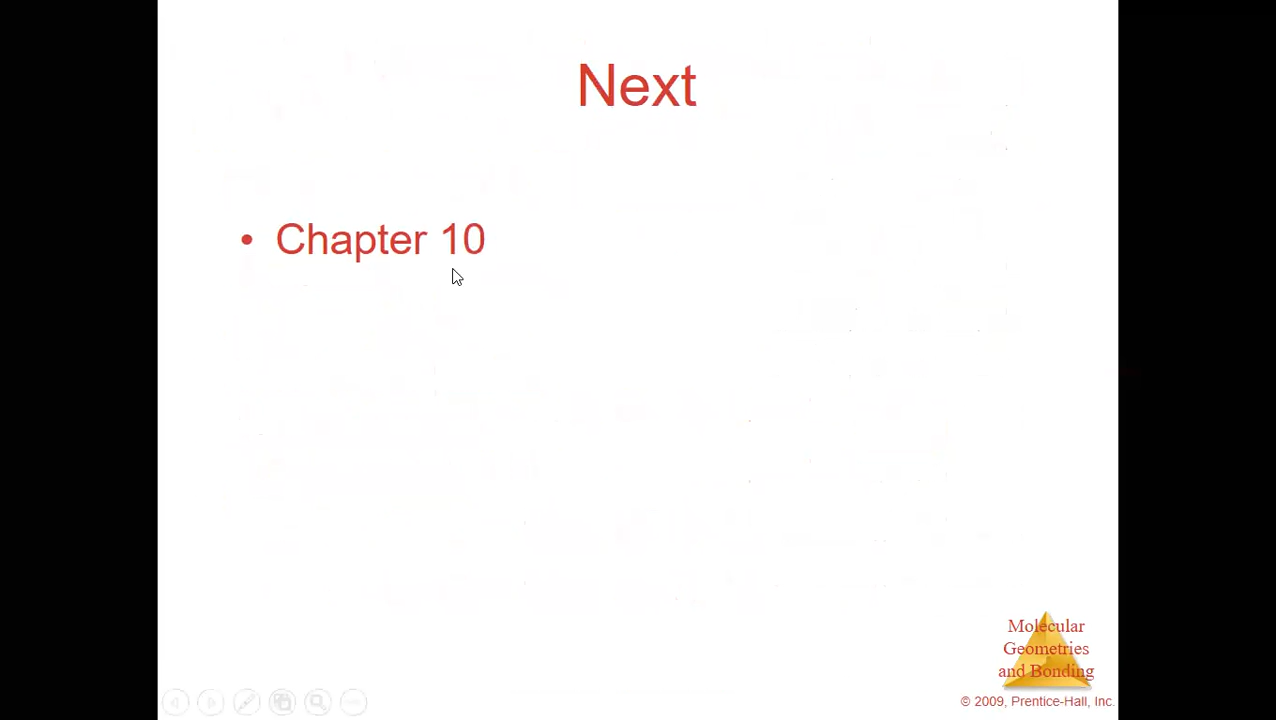 Next
• Chapter 10
Molecular
Geometries
and Bonding
© 2009, Prentice-Hall, Inc.